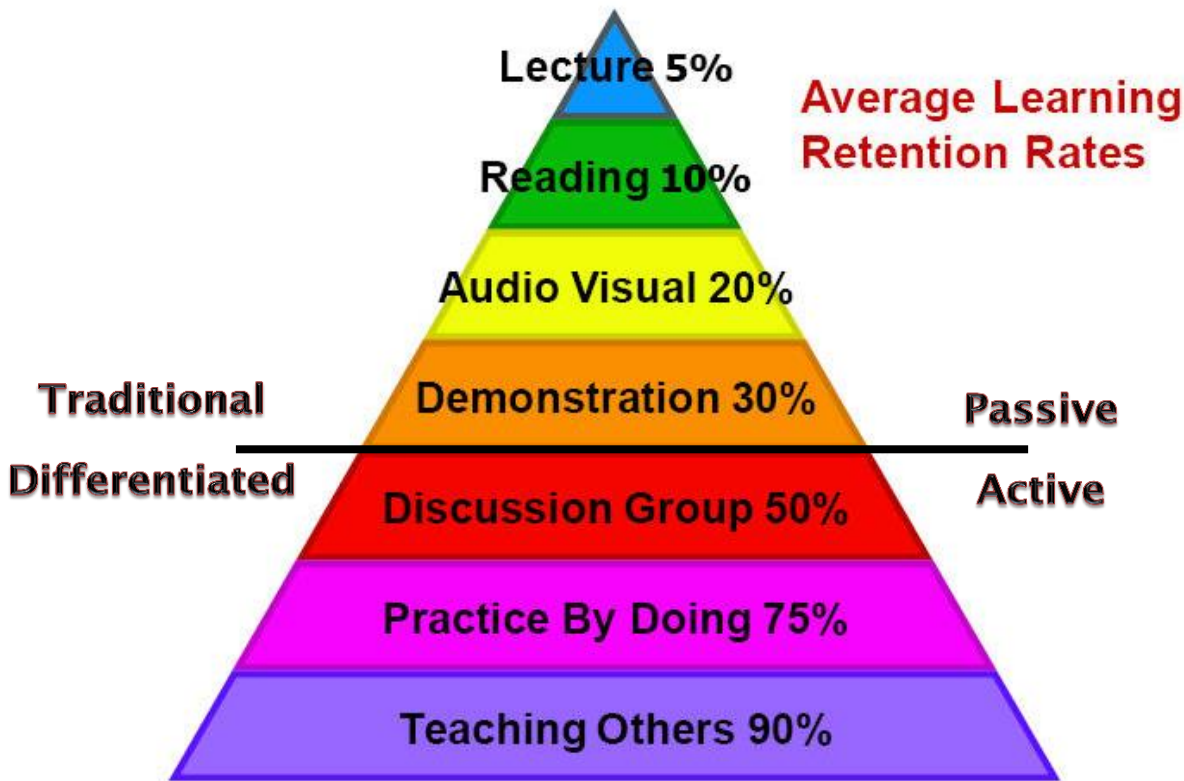 Lecture 5%
Average Learning
Retention Rates
Reading 10%
Audio Visual 20%
Demonstration 30%
Traditional
Passive
Differentiated
Active
Discussion Group 50%
Practice By Doing 75%
Teaching Others 90%